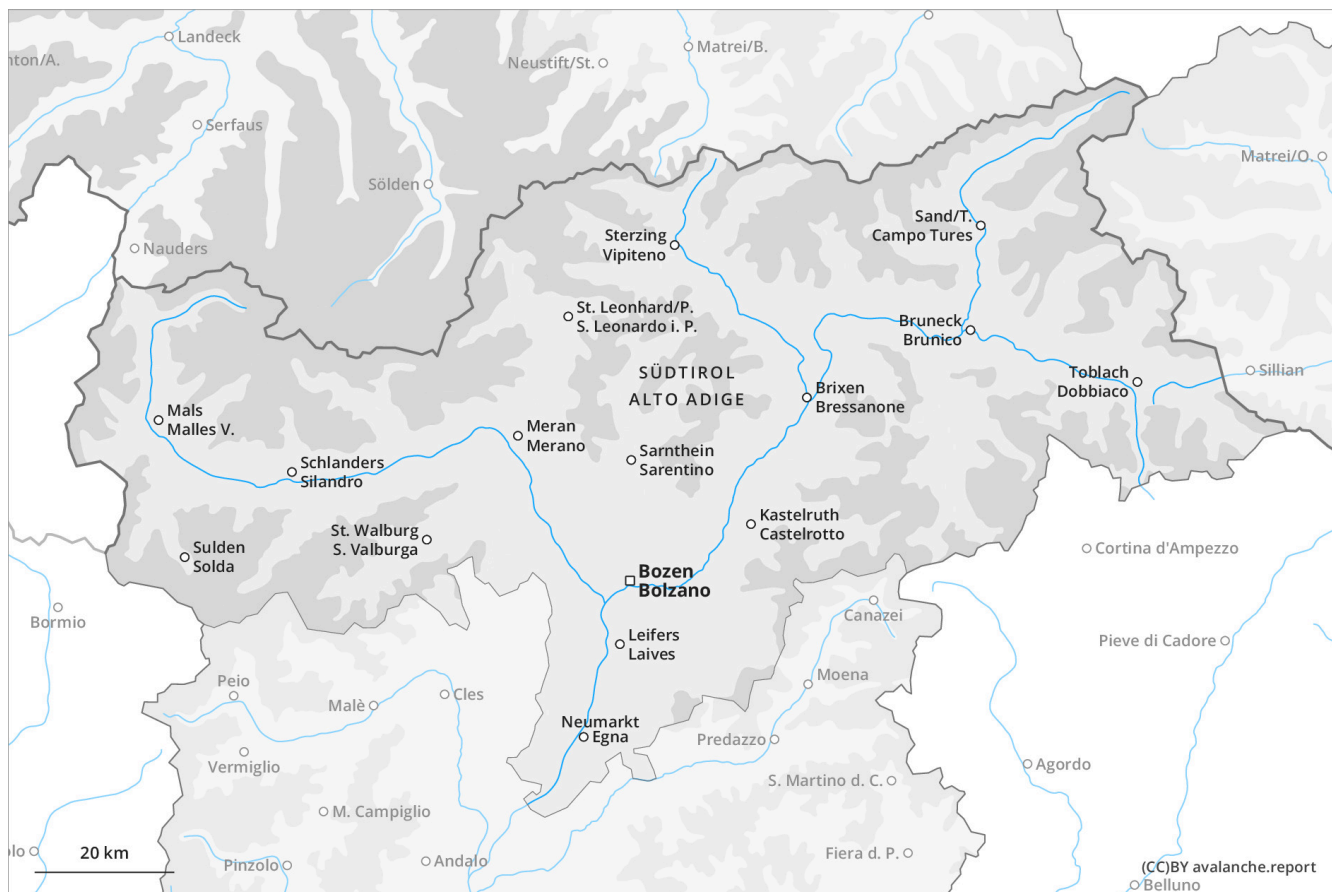 Landeck
nton/A.
Neustift/St.
Matrei/B.
Serfaus
Matrei/O.
Sölden
Sand/T.
Campo Tures
Nauders
Sterzing
Vipiteno
St. Leonhard/P.
S. Leonardo i. P.
Bruneck
Brunico
SÜDTIROL
ALTO ADIGE
Toblach
Dobbiaco
Sillian
Brixen
Bressanone
Mals
Malles V.
Meran
Merano
Sarnthein
Sarentino
Schlanders
Silandro
Kastelruth
Castelrotto
St. Walburg
S. Valburga
Sulden
Solda
Cortina d'Ampezzo
Bozen
Bolzano
Bormio
Canazei
Leifers
Laives
Pieve di Cadore
Peio
Moena
Malè
Cles
Neumarkt
Egna
Predazzo
Vermiglio
Agordo
S. Martino d. C.
M. Campiglio
20 km
olo
Pinzolo
Andalo
Fiera d. P.
(CC)BY avalanche.report
Belluno